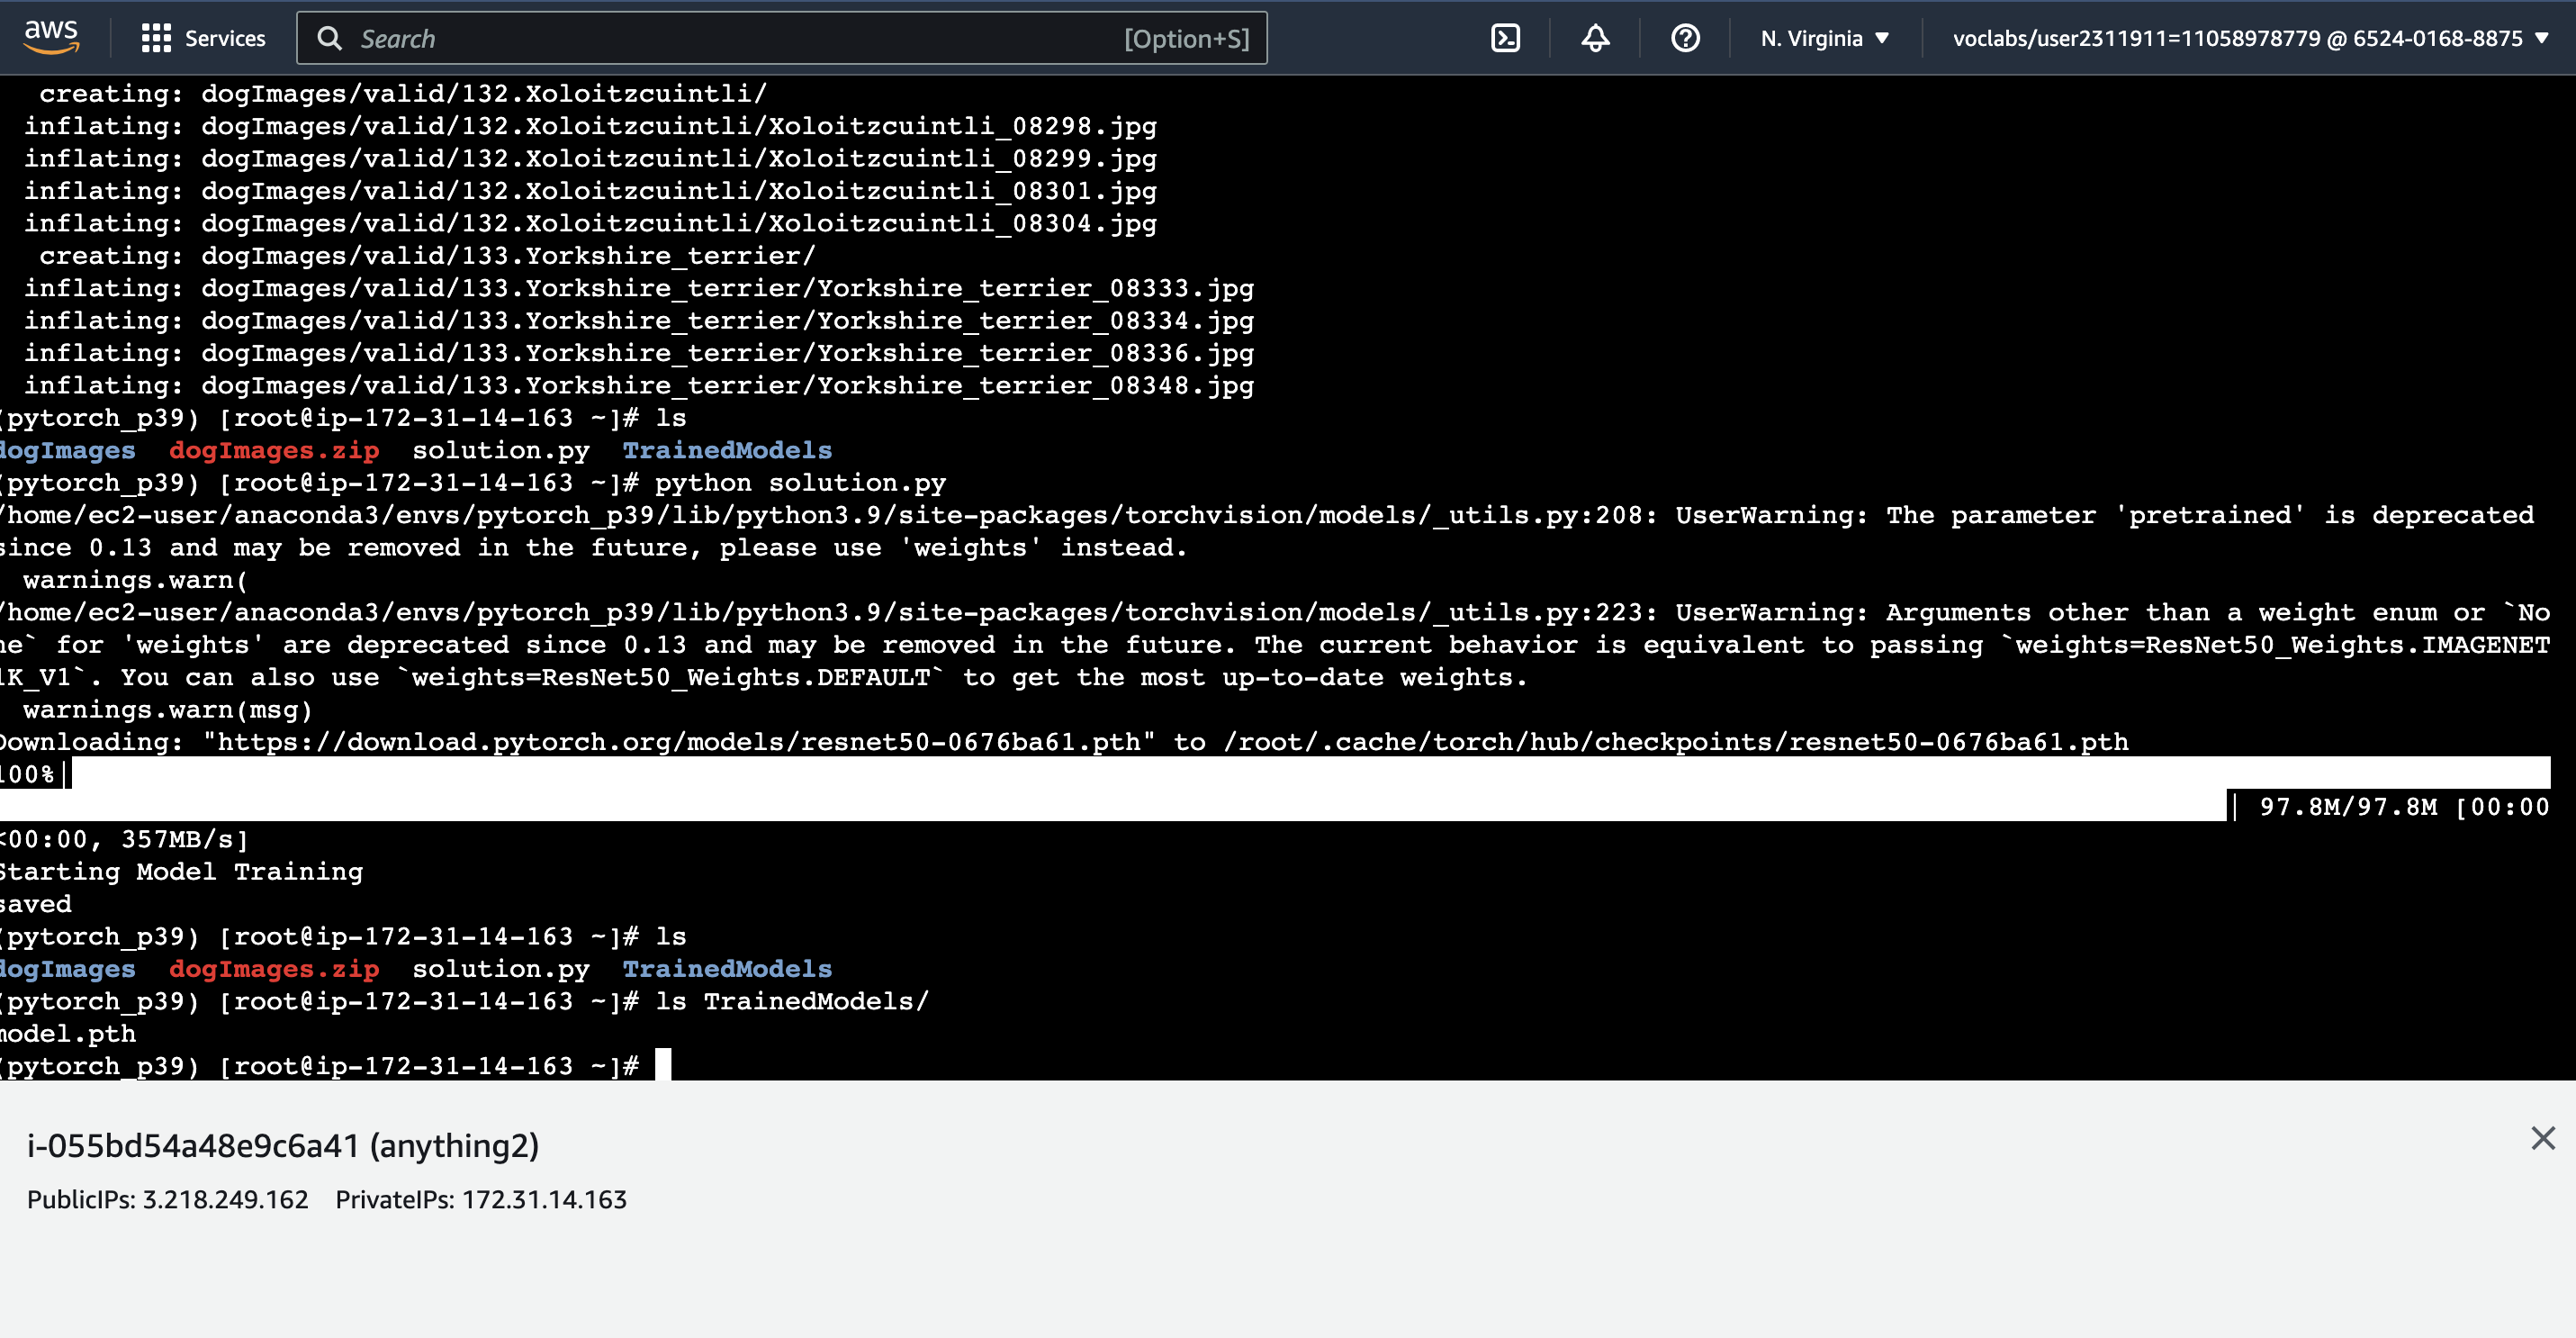 aws Services Search [Option+S] N. Virginia voclabs/user2311911=11058978779 @ 6524-0168-8875
creating: dogImages/valid/132.Xoloitzcuintli/
inflating: dogImages/valid/132.Xoloitzcuintli/Xoloitzcuintli_08298.jpg
inflating: dogImages/valid/132.Xoloitzcuintli/Xoloitzcuintli_08299.jpg
inflating: dogImages/valid/132.Xoloitzcuintli/Xoloitzcuintli_08301.jpg
inflating: dogImages/valid/132.Xoloitzcuintli/Xoloitzcuintli_08304.jpg
creating: dogImages/valid/133.Yorkshire_terrier/
inflating: dogImages/valid/133.Yorkshire_terrier/Yorkshire_terrier_08333.jpg
inflating: dogImages/valid/133.Yorkshire_terrier/Yorkshire_terrier_08334.jpg
inflating: dogImages/valid/133.Yorkshire_terrier/Yorkshire_terrier_08336.jpg
inflating: dogImages/valid/133.Yorkshire_terrier/Yorkshire_terrier_08348.jpg
(pytorch_p39) [root@ip-172-31-14-163 ~]# ls
dogImages dogImages.zip solution.py TrainedModels
(pytorch_p39) [root@ip-172-31-14-163 ~]# python solution.py
/home/ec2-user/anaconda3/envs/pytorch_p39/lib/python3.9/site-packages/torchvision/models/_utils.py:208: UserWarning: The parameter 'pretrained' is deprecated
since 0.13 and may be removed in the future, please use 'weights' instead.
warnings.warn(
/home/ec2-user/anaconda3/envs/pytorch_p39/lib/python3.9/site-packages/torchvision/models/_utils.py:223: UserWarning: Arguments other than a weight enum or `No
ne` for 'weights' are deprecated since 0.13 and may be removed in the future. The current behavior is equivalent to passing `weights=ResNet50_Weights.IMAGENET
1K_V1`. You can also use `weights=ResNet50_Weights.DEFAULT` to get the most up-to-date weights.
warnings.warn(msg)
Downloading: "https://download.pytorch.org/models/resnet50-0676ba61.pth" to /root/.cache/torch/hub/checkpoints/resnet50-0676ba61.pth
100%|
| 97.8M/97.8M [00:00
<00:00, 357MB/s]
Starting Model Training
saved
(pytorch_p39) [root@ip-172-31-14-163 ~]# ls
dogImages dogImages.zip solution.py TrainedModels
(pytorch_p39) [root@ip-172-31-14-163 ~]# ls TrainedModels/
model.pth
(pytorch_p39) [root@ip-172-31-14-163 ~]#
i-055bd54a48e9c6a41 (anything2)
PublicIPs: 3.218.249.162 PrivateIPs: 172.31.14.163